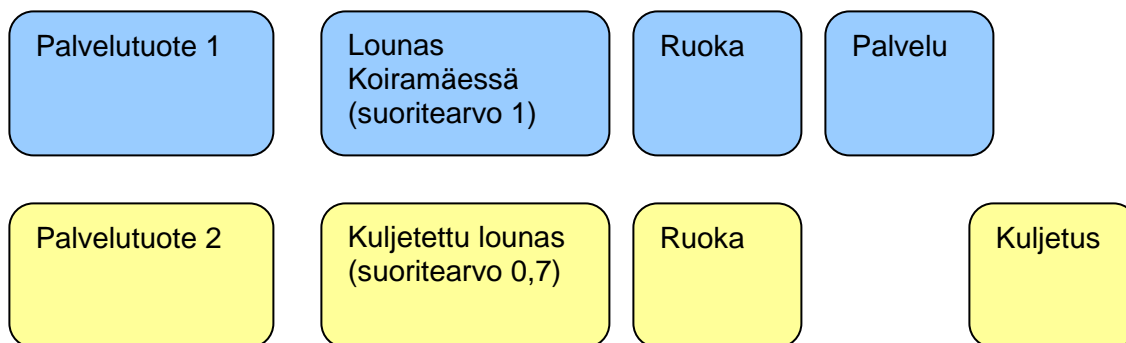 Palvelutuote 1
Lounas
Koiramäessä
(suoritearvo 1)
Ruoka
Palvelu
Palvelutuote 2
Kuljetettu lounas
(suoritearvo 0,7)
Ruoka
Kuljetus